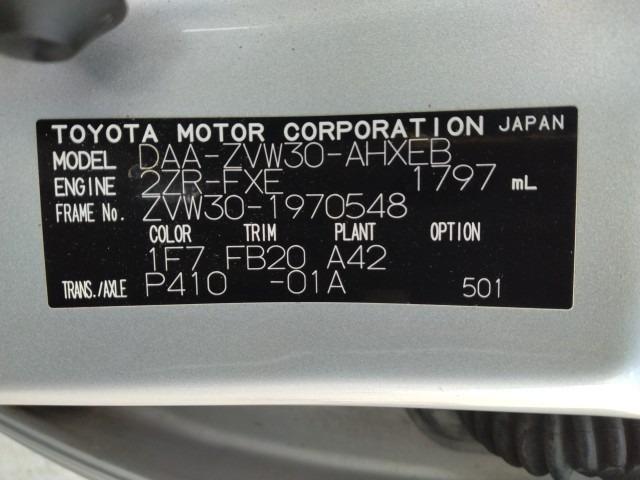 TOYOTA MOTOR CORPORATION JAPAN
MODEL DAA-ZVW30-AHXEB
ENGINE 2ZR-FXE 1797 mL
FRAME No. ZVW30-1970548
COLOR TRIM PLANT OPTION
1F7 FB20 A42
TRANS./AXLE P410 -01A 501